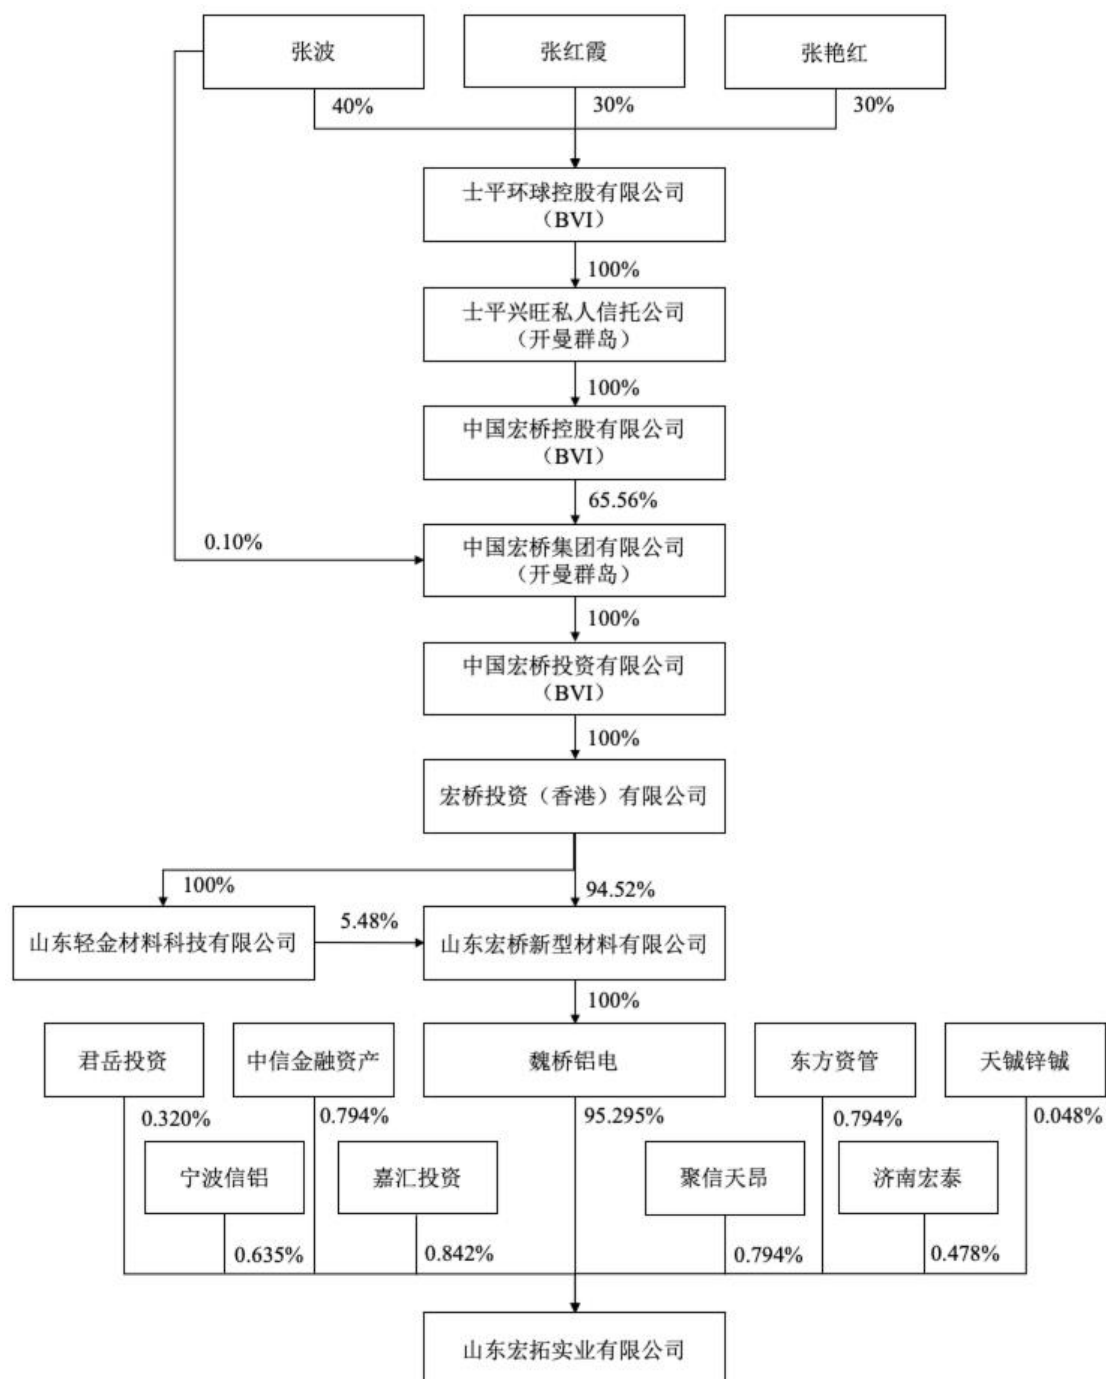 张波
张红霞
张艳红
40%
30%
30%
士平环球控股有限公司
（BVI）
100%
士平兴旺私人信托公司
（开曼群岛）
100%
中国宏桥控股有限公司
（BVI）
65.56%
0.10%
中国宏桥集团有限公司
（开曼群岛）
100%
中国宏桥投资有限公司
（BVI）
100%
宏桥投资（香港）有限公司
100%
94.52%
山东轻金材料科技有限公司
5.48%
山东宏桥新型材料有限公司
100%
君岳投资
中信金融资产
魏桥铝电
东方资管
天铖锌铖
0.320%
0.794%
95.295%
0.794%
0.048%
宁波信铝
嘉汇投资
聚信天昂
济南宏泰
0.635%
0.842%
0.794%
0.478%
山东宏拓实业有限公司